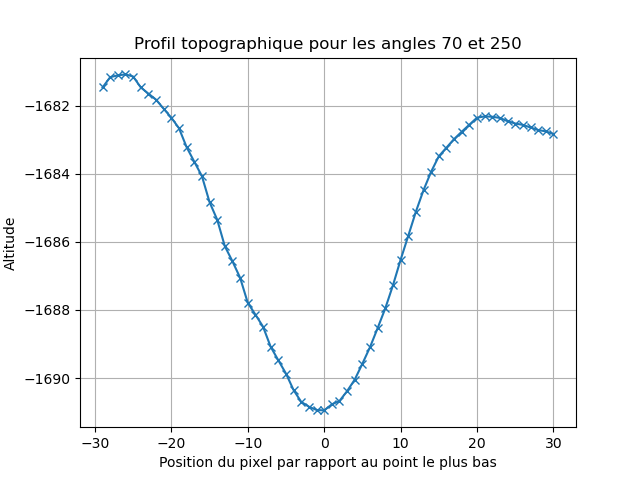 Profil topographique pour les angles 70 et 250
Altitude
−1682
−1684
−1686
−1688
−1690
−30 −20 −10 0 10 20 30
Position du pixel par rapport au point le plus bas